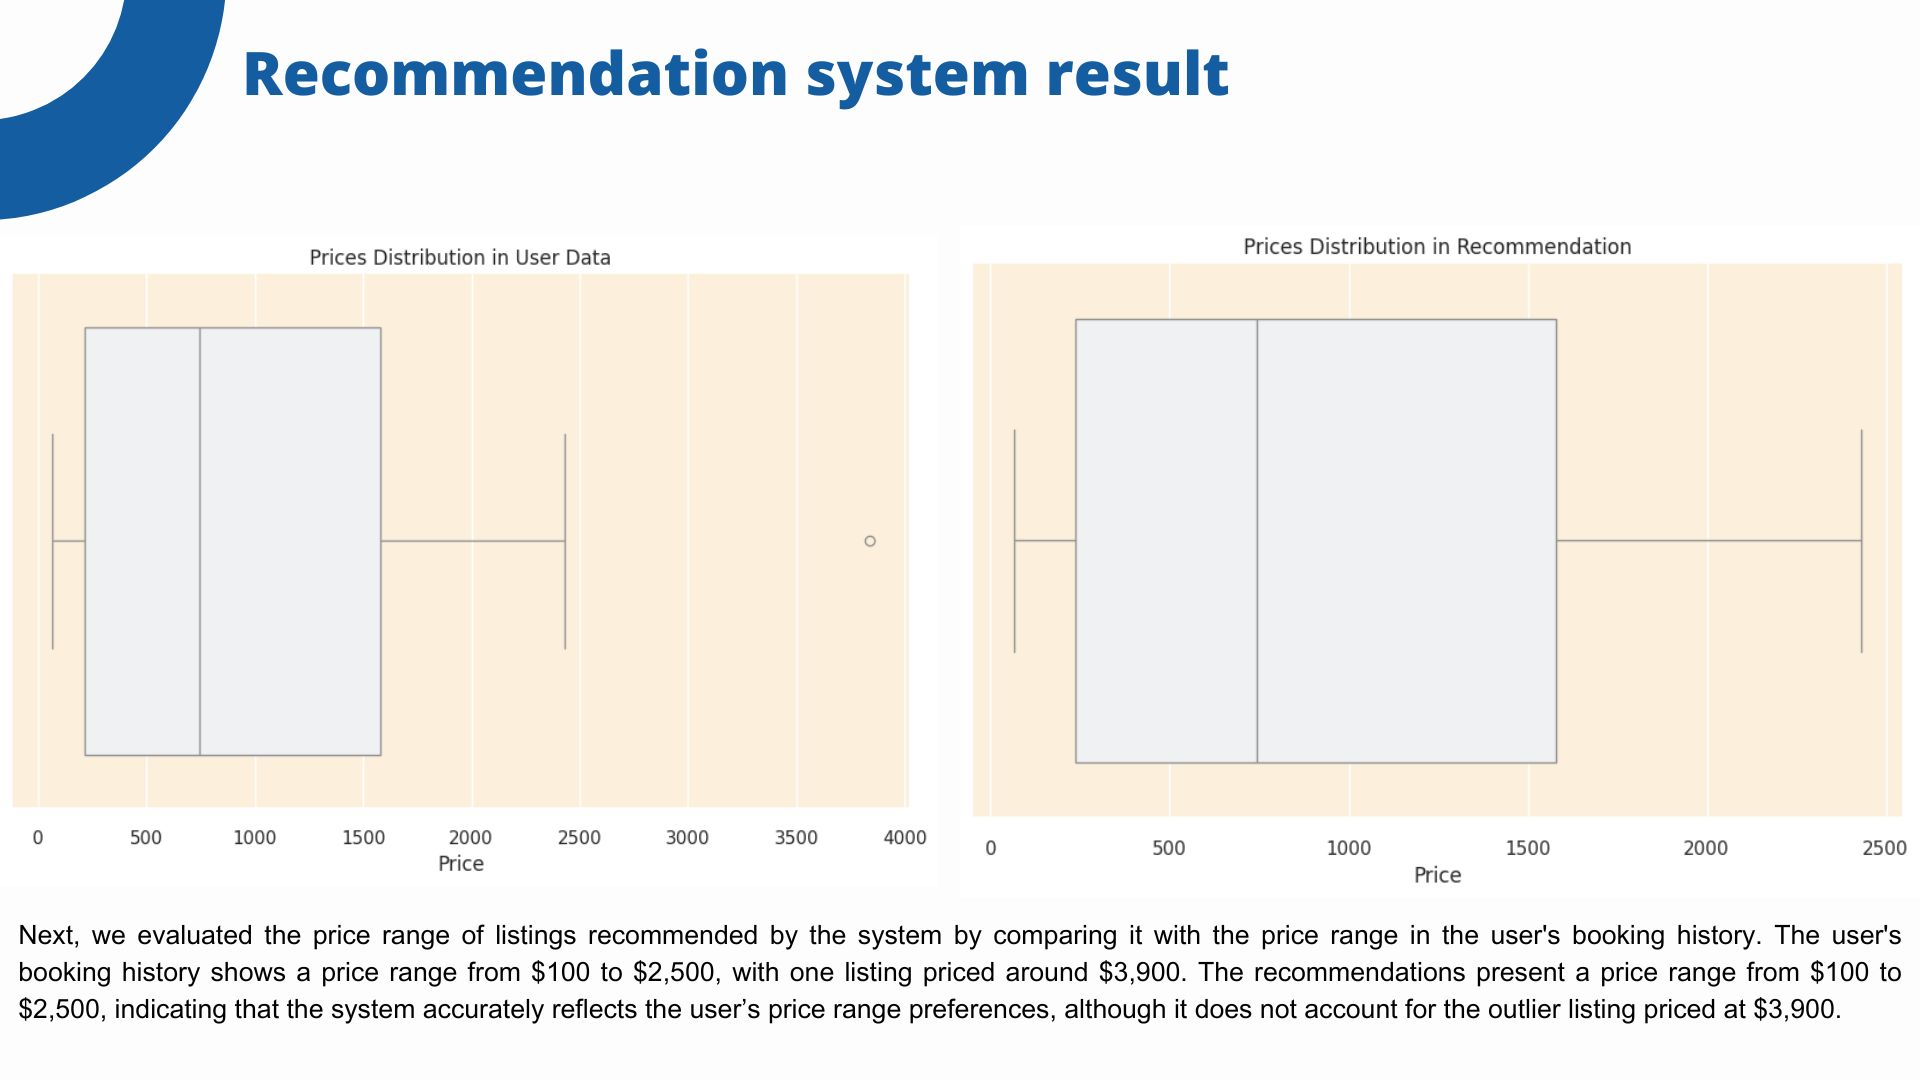 Recommendation system result
Prices Distribution in User Data
0 500 1000 1500 2000 2500 3000 3500 4000
Price
Prices Distribution in Recommendation
0 500 1000 1500 2000 2500
Price
Next, we evaluated the price range of listings recommended by the system by comparing it with the price range in the user's booking history. The user's
booking history shows a price range from $100 to $2,500, with one listing priced around $3,900. The recommendations present a price range from $100 to
$2,500, indicating that the system accurately reflects the user’s price range preferences, although it does not account for the outlier listing priced at $3,900.